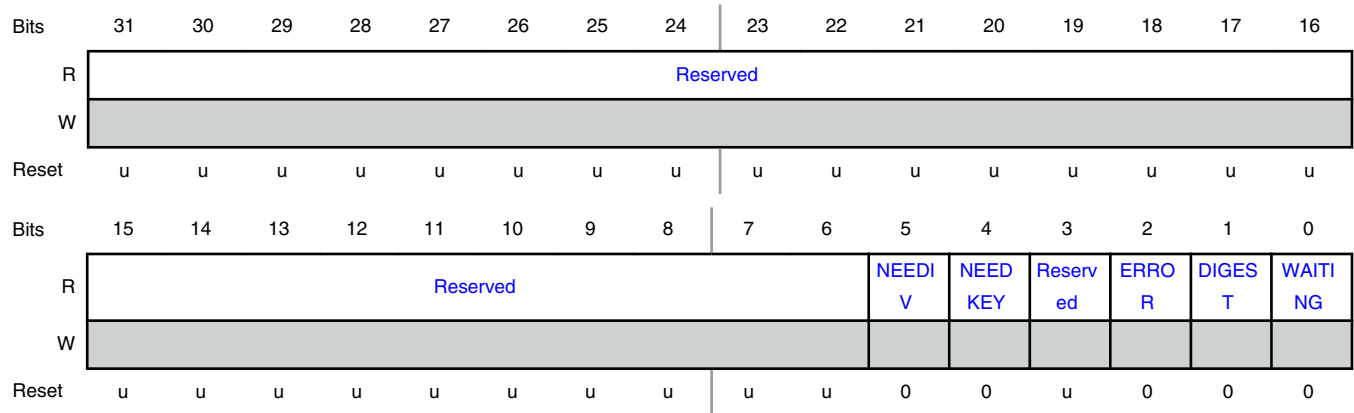 Bits 31 30 29 28 27 26 25 24 23 22 21 20 19 18 17 16
R Reserved
W
Reset u u u u u u u u u u u u u u u u
Bits 15 14 13 12 11 10 9 8 7 6 5 4 3 2 1 0
R Reserved NEEDI NEED Reserv ERRO DIGES WAITI
V KEY ed R T NG
W
Reset u u u u u u u u u u 0 0 u 0 0 0